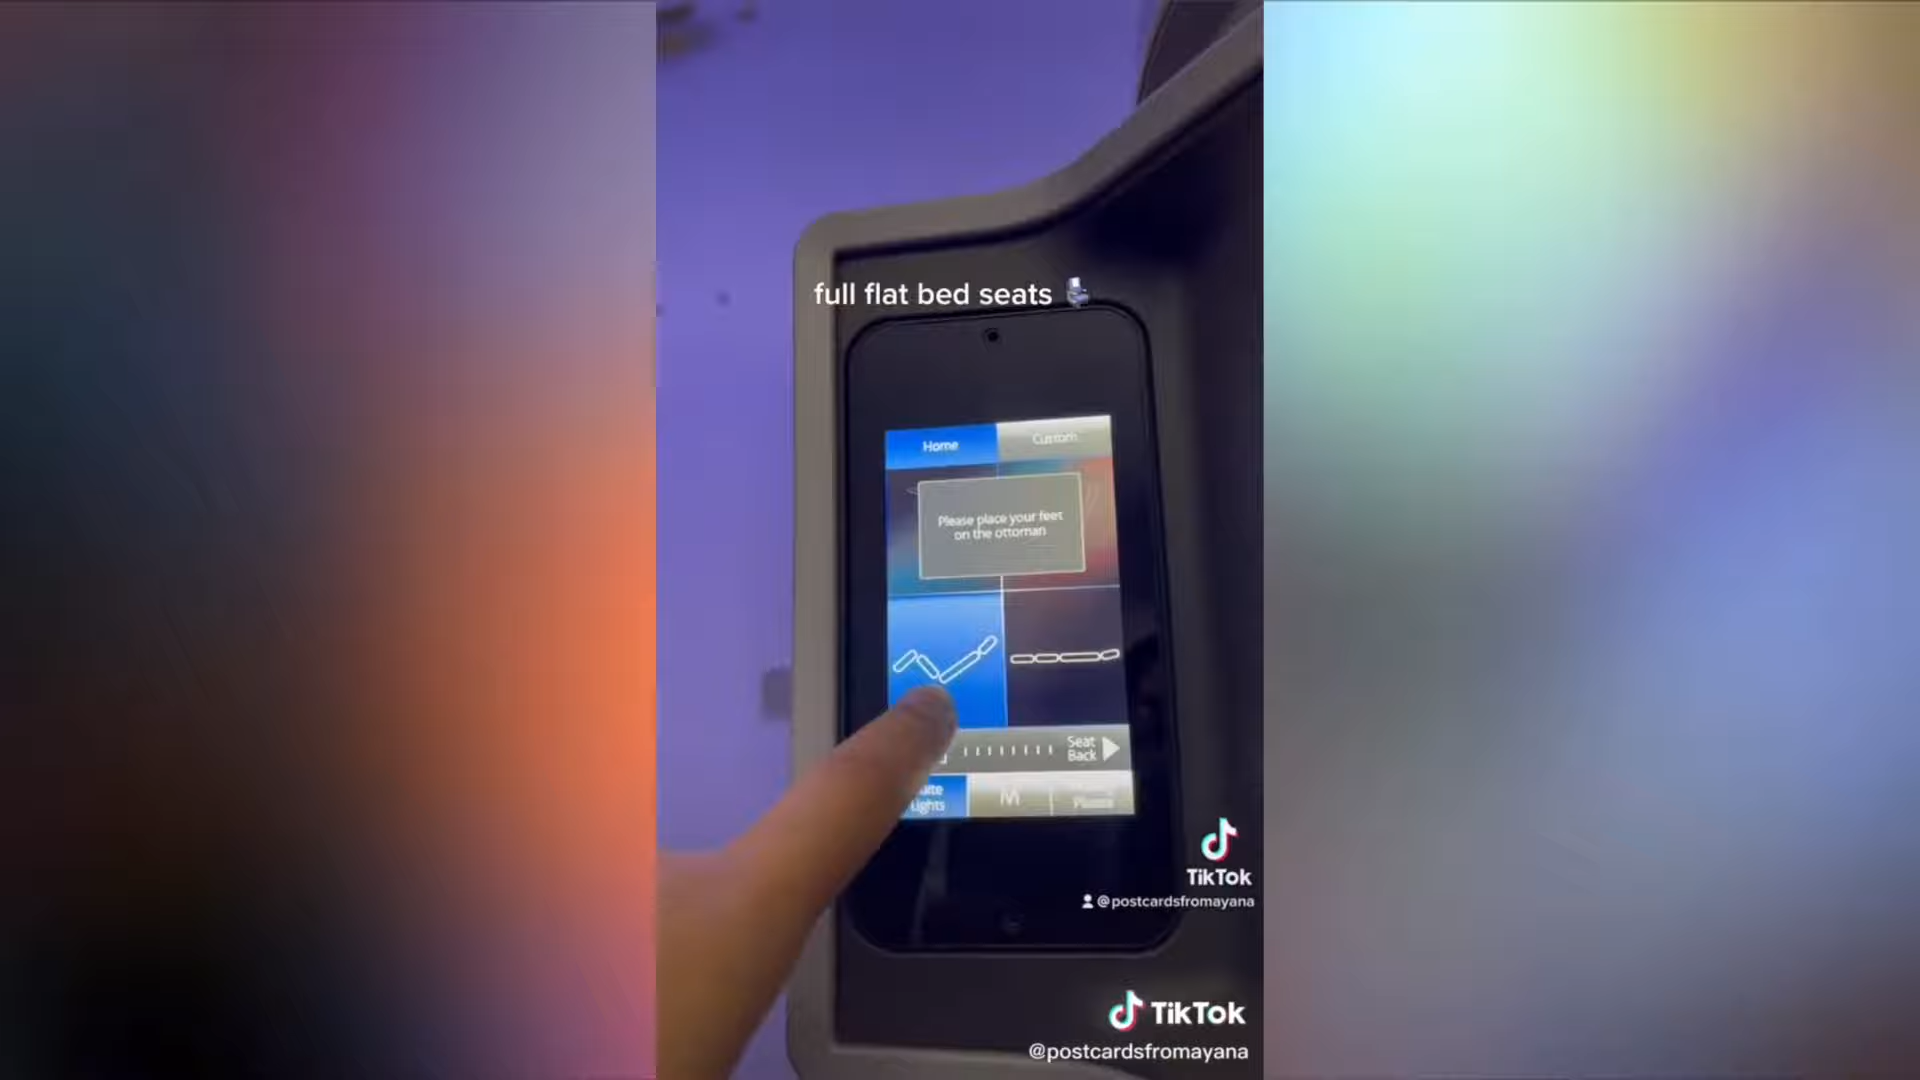 full flat bed seats
Home
Custom
Please place your feet
on the ottoman
Seat
Back
Lights
M
TikTok
@postcardsfromayana
TikTok
@postcardsfromayana